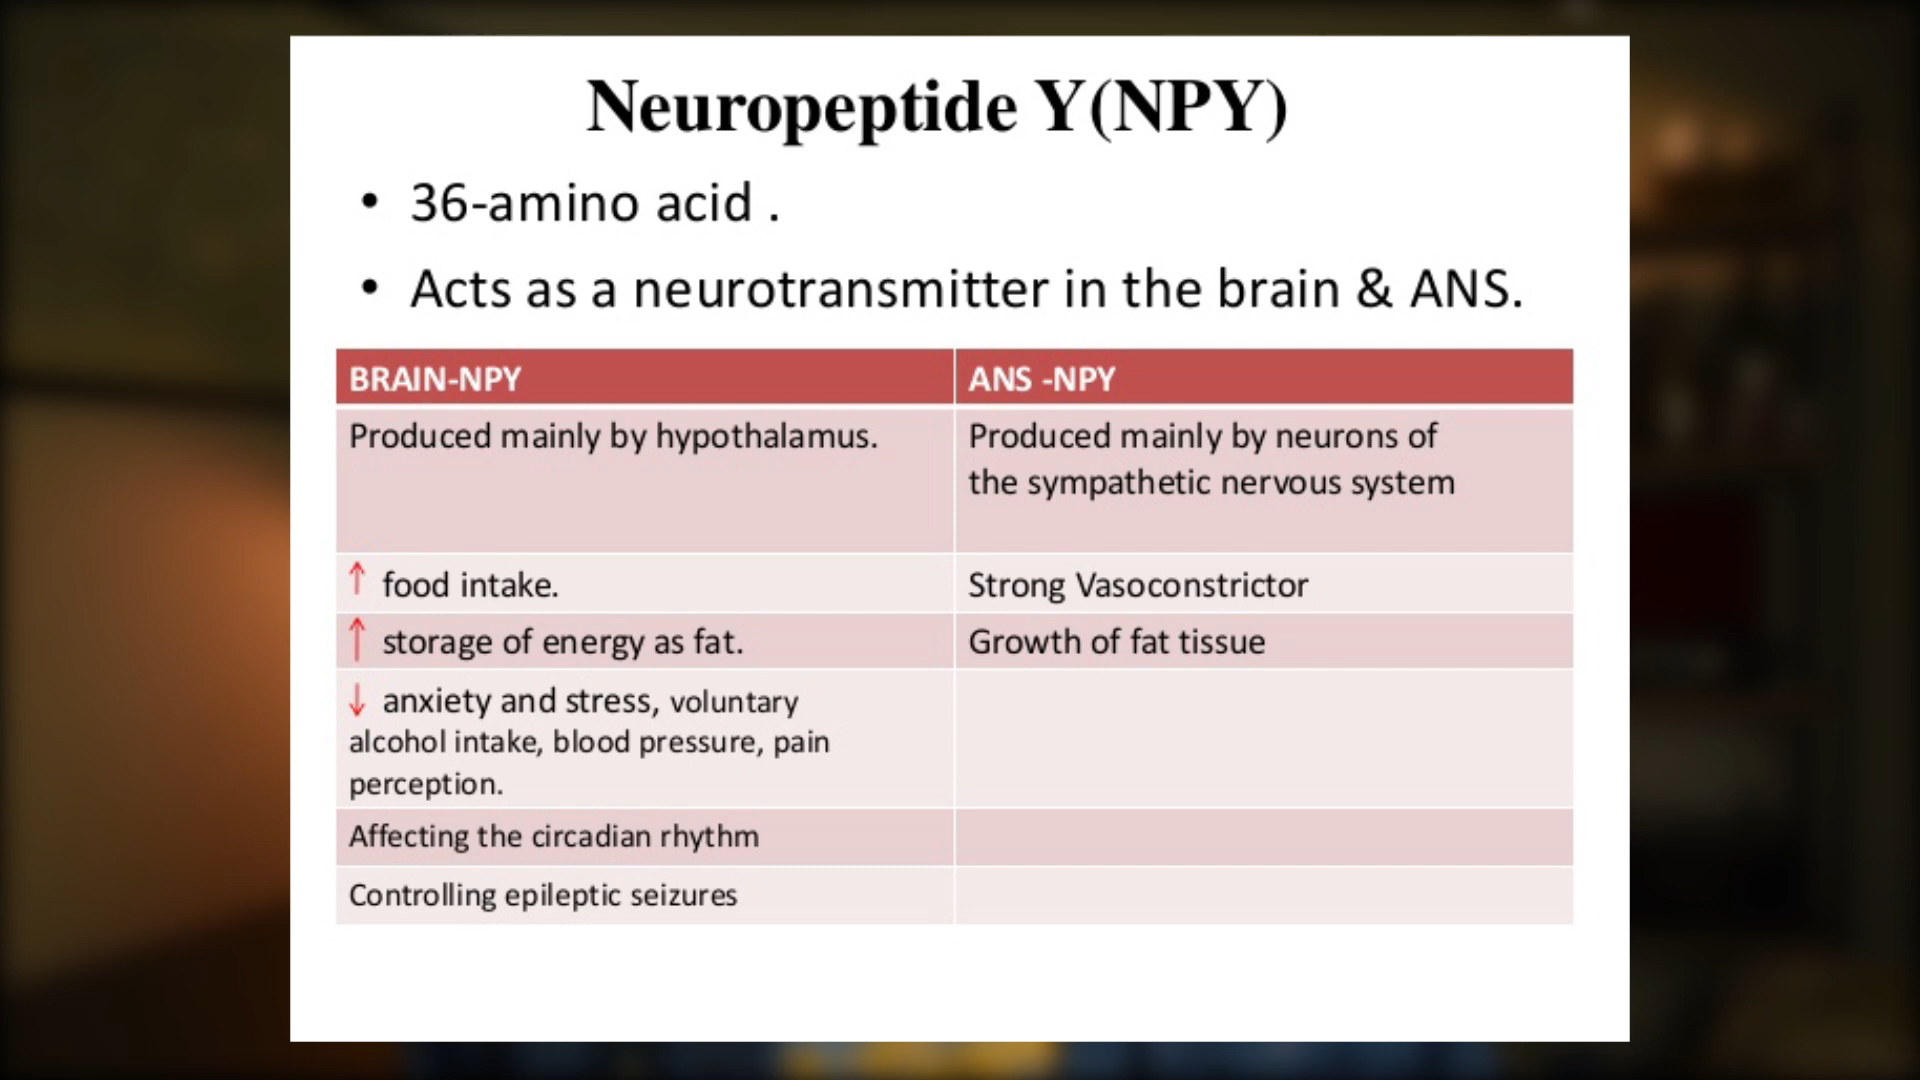 Neuropeptide Y(NPY)
• 36-amino acid .
• Acts as a neurotransmitter in the brain & ANS.
BRAIN-NPY
ANS -NPY
Produced mainly by hypothalamus.
Produced mainly by neurons of
the sympathetic nervous system
↑ food intake.
Strong Vasoconstrictor
↑ storage of energy as fat.
Growth of fat tissue
↓ anxiety and stress, voluntary
alcohol intake, blood pressure, pain
perception.
Affecting the circadian rhythm
Controlling epileptic seizures